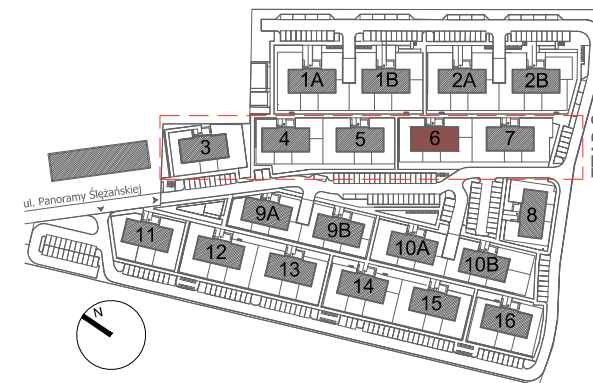 1A 1B 2A 2B
3 4 5 6 7
ul. Panoramy Ślężańskiej
8
9A 9B
10A 10B
11 12 13
14 15 16
N